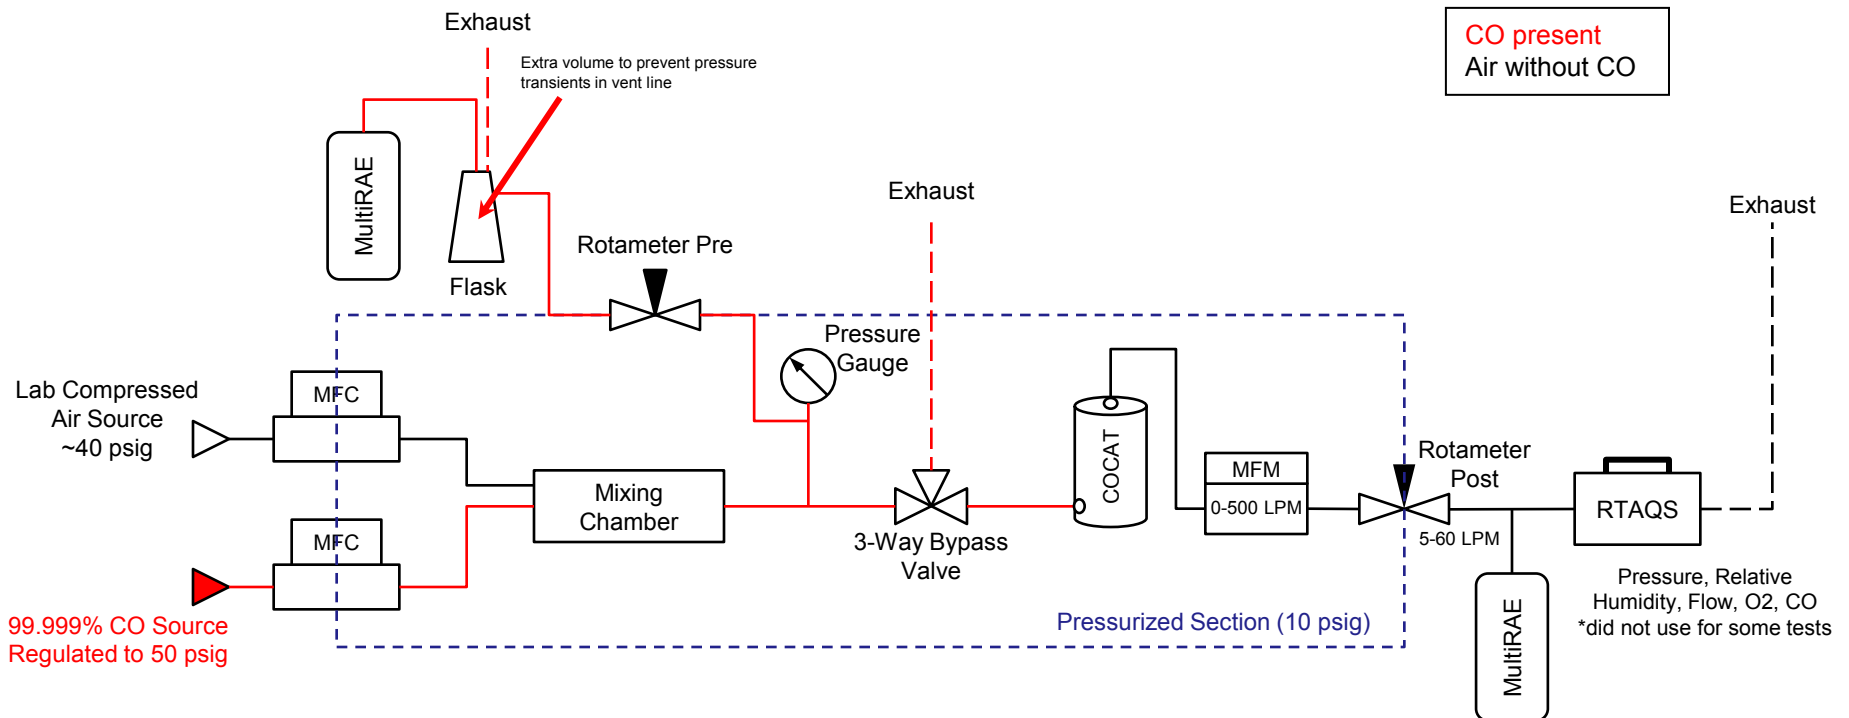 Exhaust
Extra volume to prevent pressure
transients in vent line
CO present
Air without CO
MultiRAE
Flask
Rotameter Pre
Exhaust
Exhaust
Pressure
Gauge
Lab Compressed
Air Source
~40 psig
MFC
Mixing
Chamber
COCAT
MFM
0-500 LPM
Rotameter
Post
5-60 LPM
RTAQS
3-Way Bypass
Valve
MFC
99.999% CO Source
Regulated to 50 psig
Pressurized Section (10 psig)
MultiRAE
Pressure, Relative
Humidity, Flow, O2, CO
*did not use for some tests